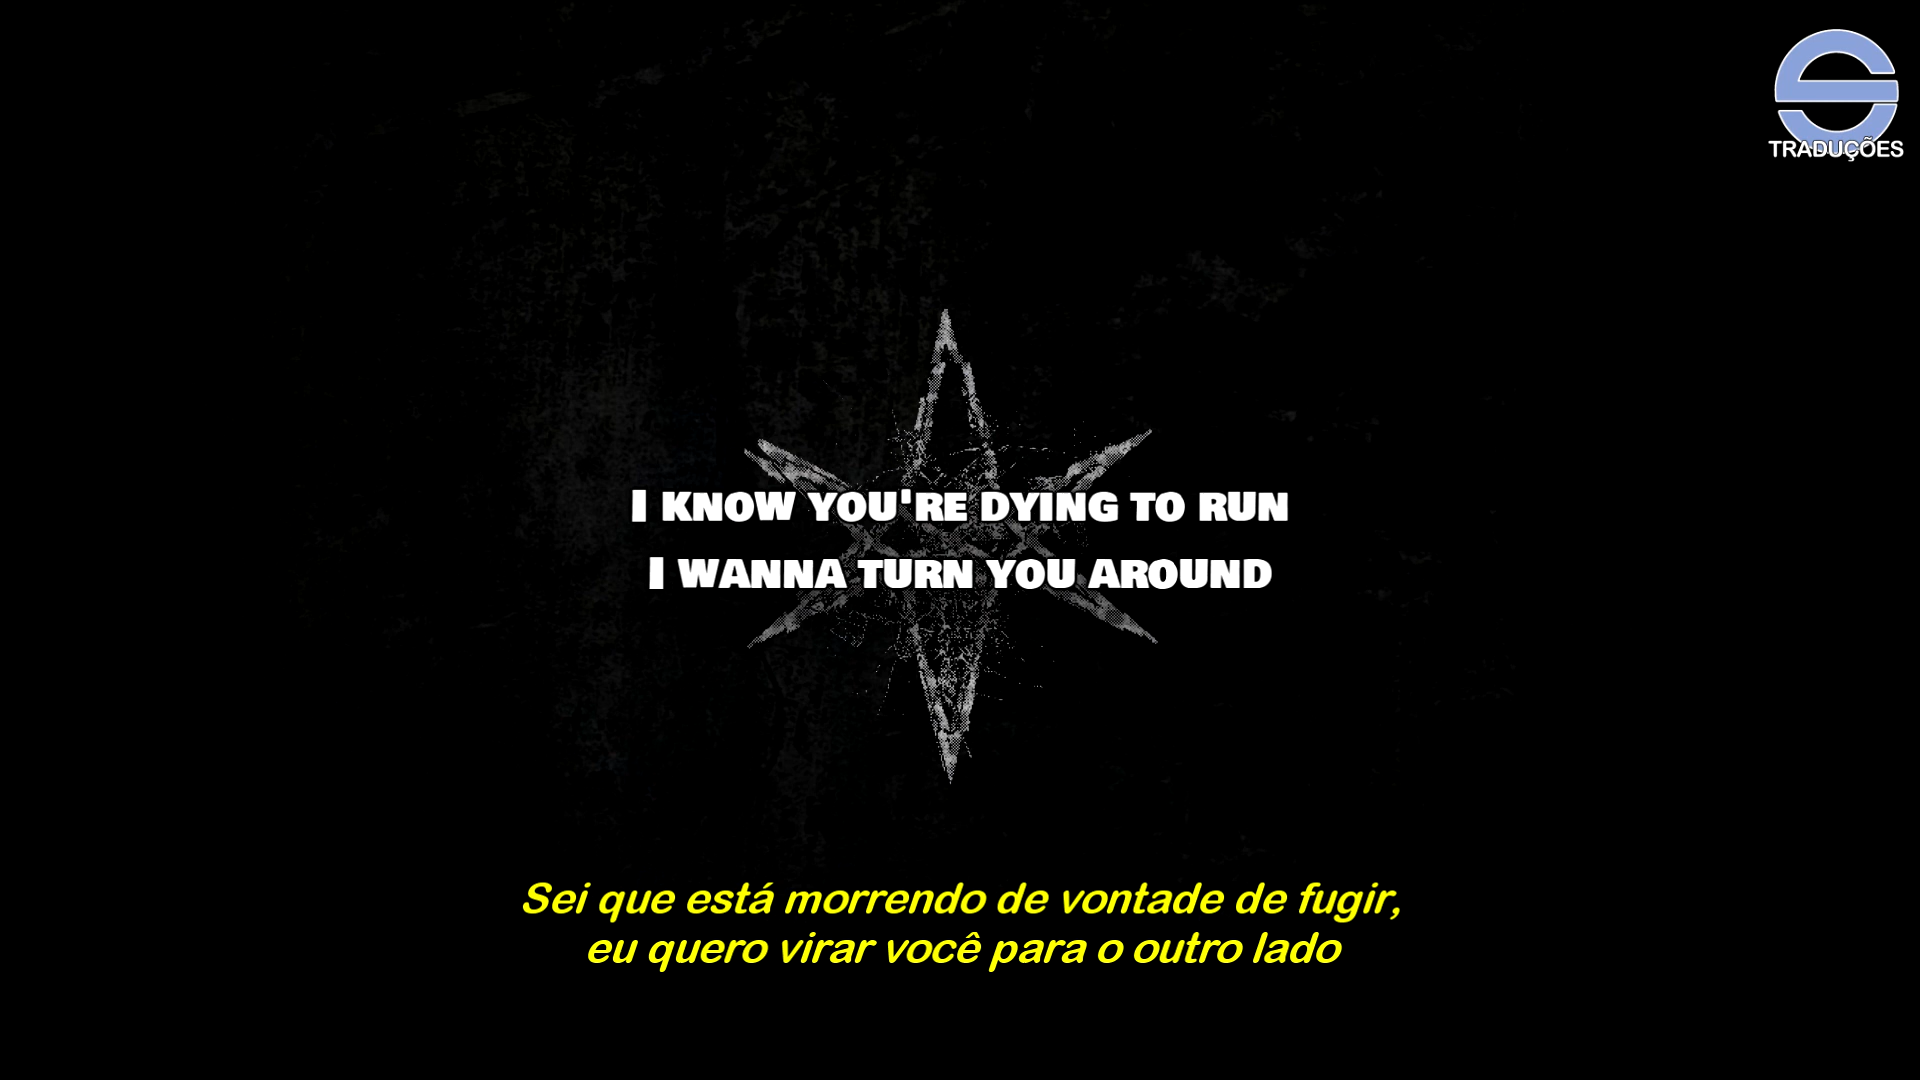 TRADUÇÕES
I KNOW YOU'RE DYING TO RUN
I WANNA TURN YOU AROUND
Sei que está morrendo de vontade de fugir,
eu quero virar você para o outro lado